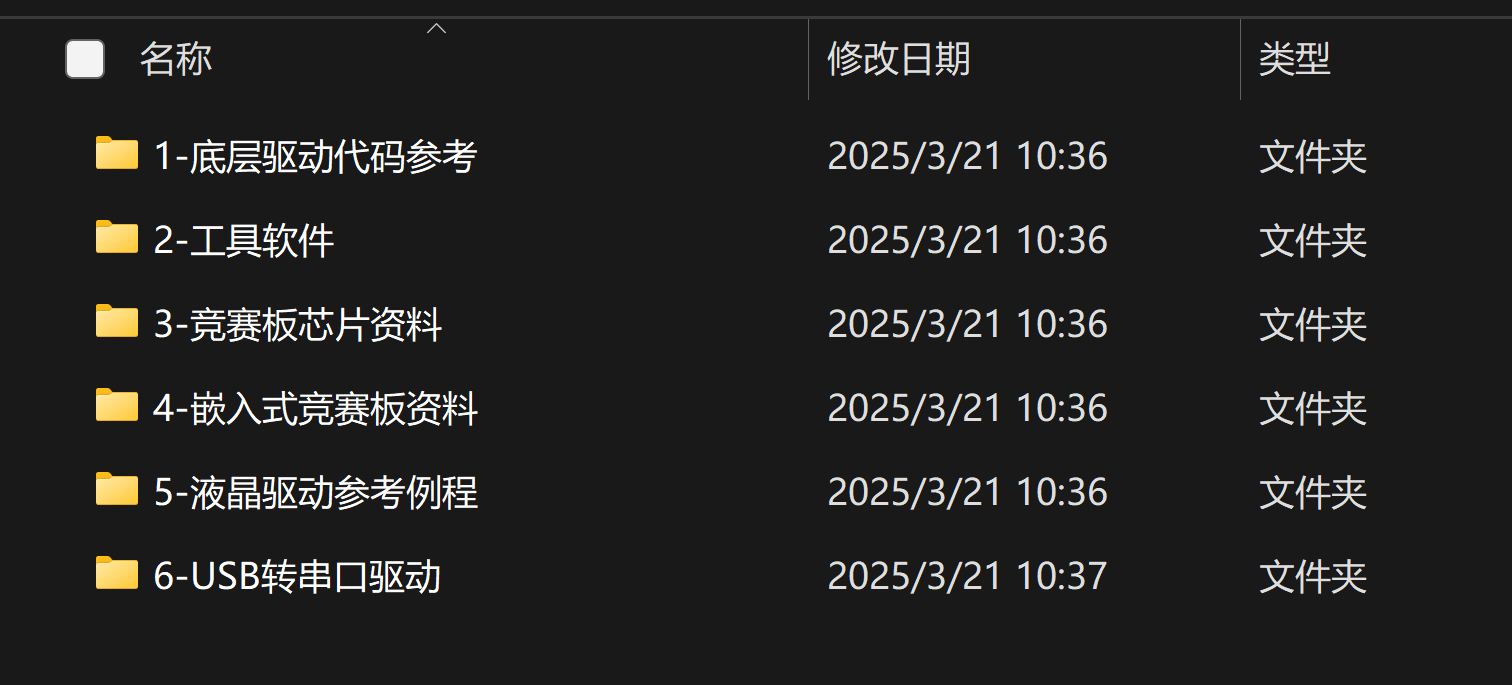 名称 修改日期 类型
1-底层驱动代码参考 2025/3/21 10:36 文件夹
2-工具软件 2025/3/21 10:36 文件夹
3-竞赛板芯片资料 2025/3/21 10:36 文件夹
4-嵌入式竞赛板资料 2025/3/21 10:36 文件夹
5-液晶驱动参考例程 2025/3/21 10:36 文件夹
6-USB转串口驱动 2025/3/21 10:37 文件夹